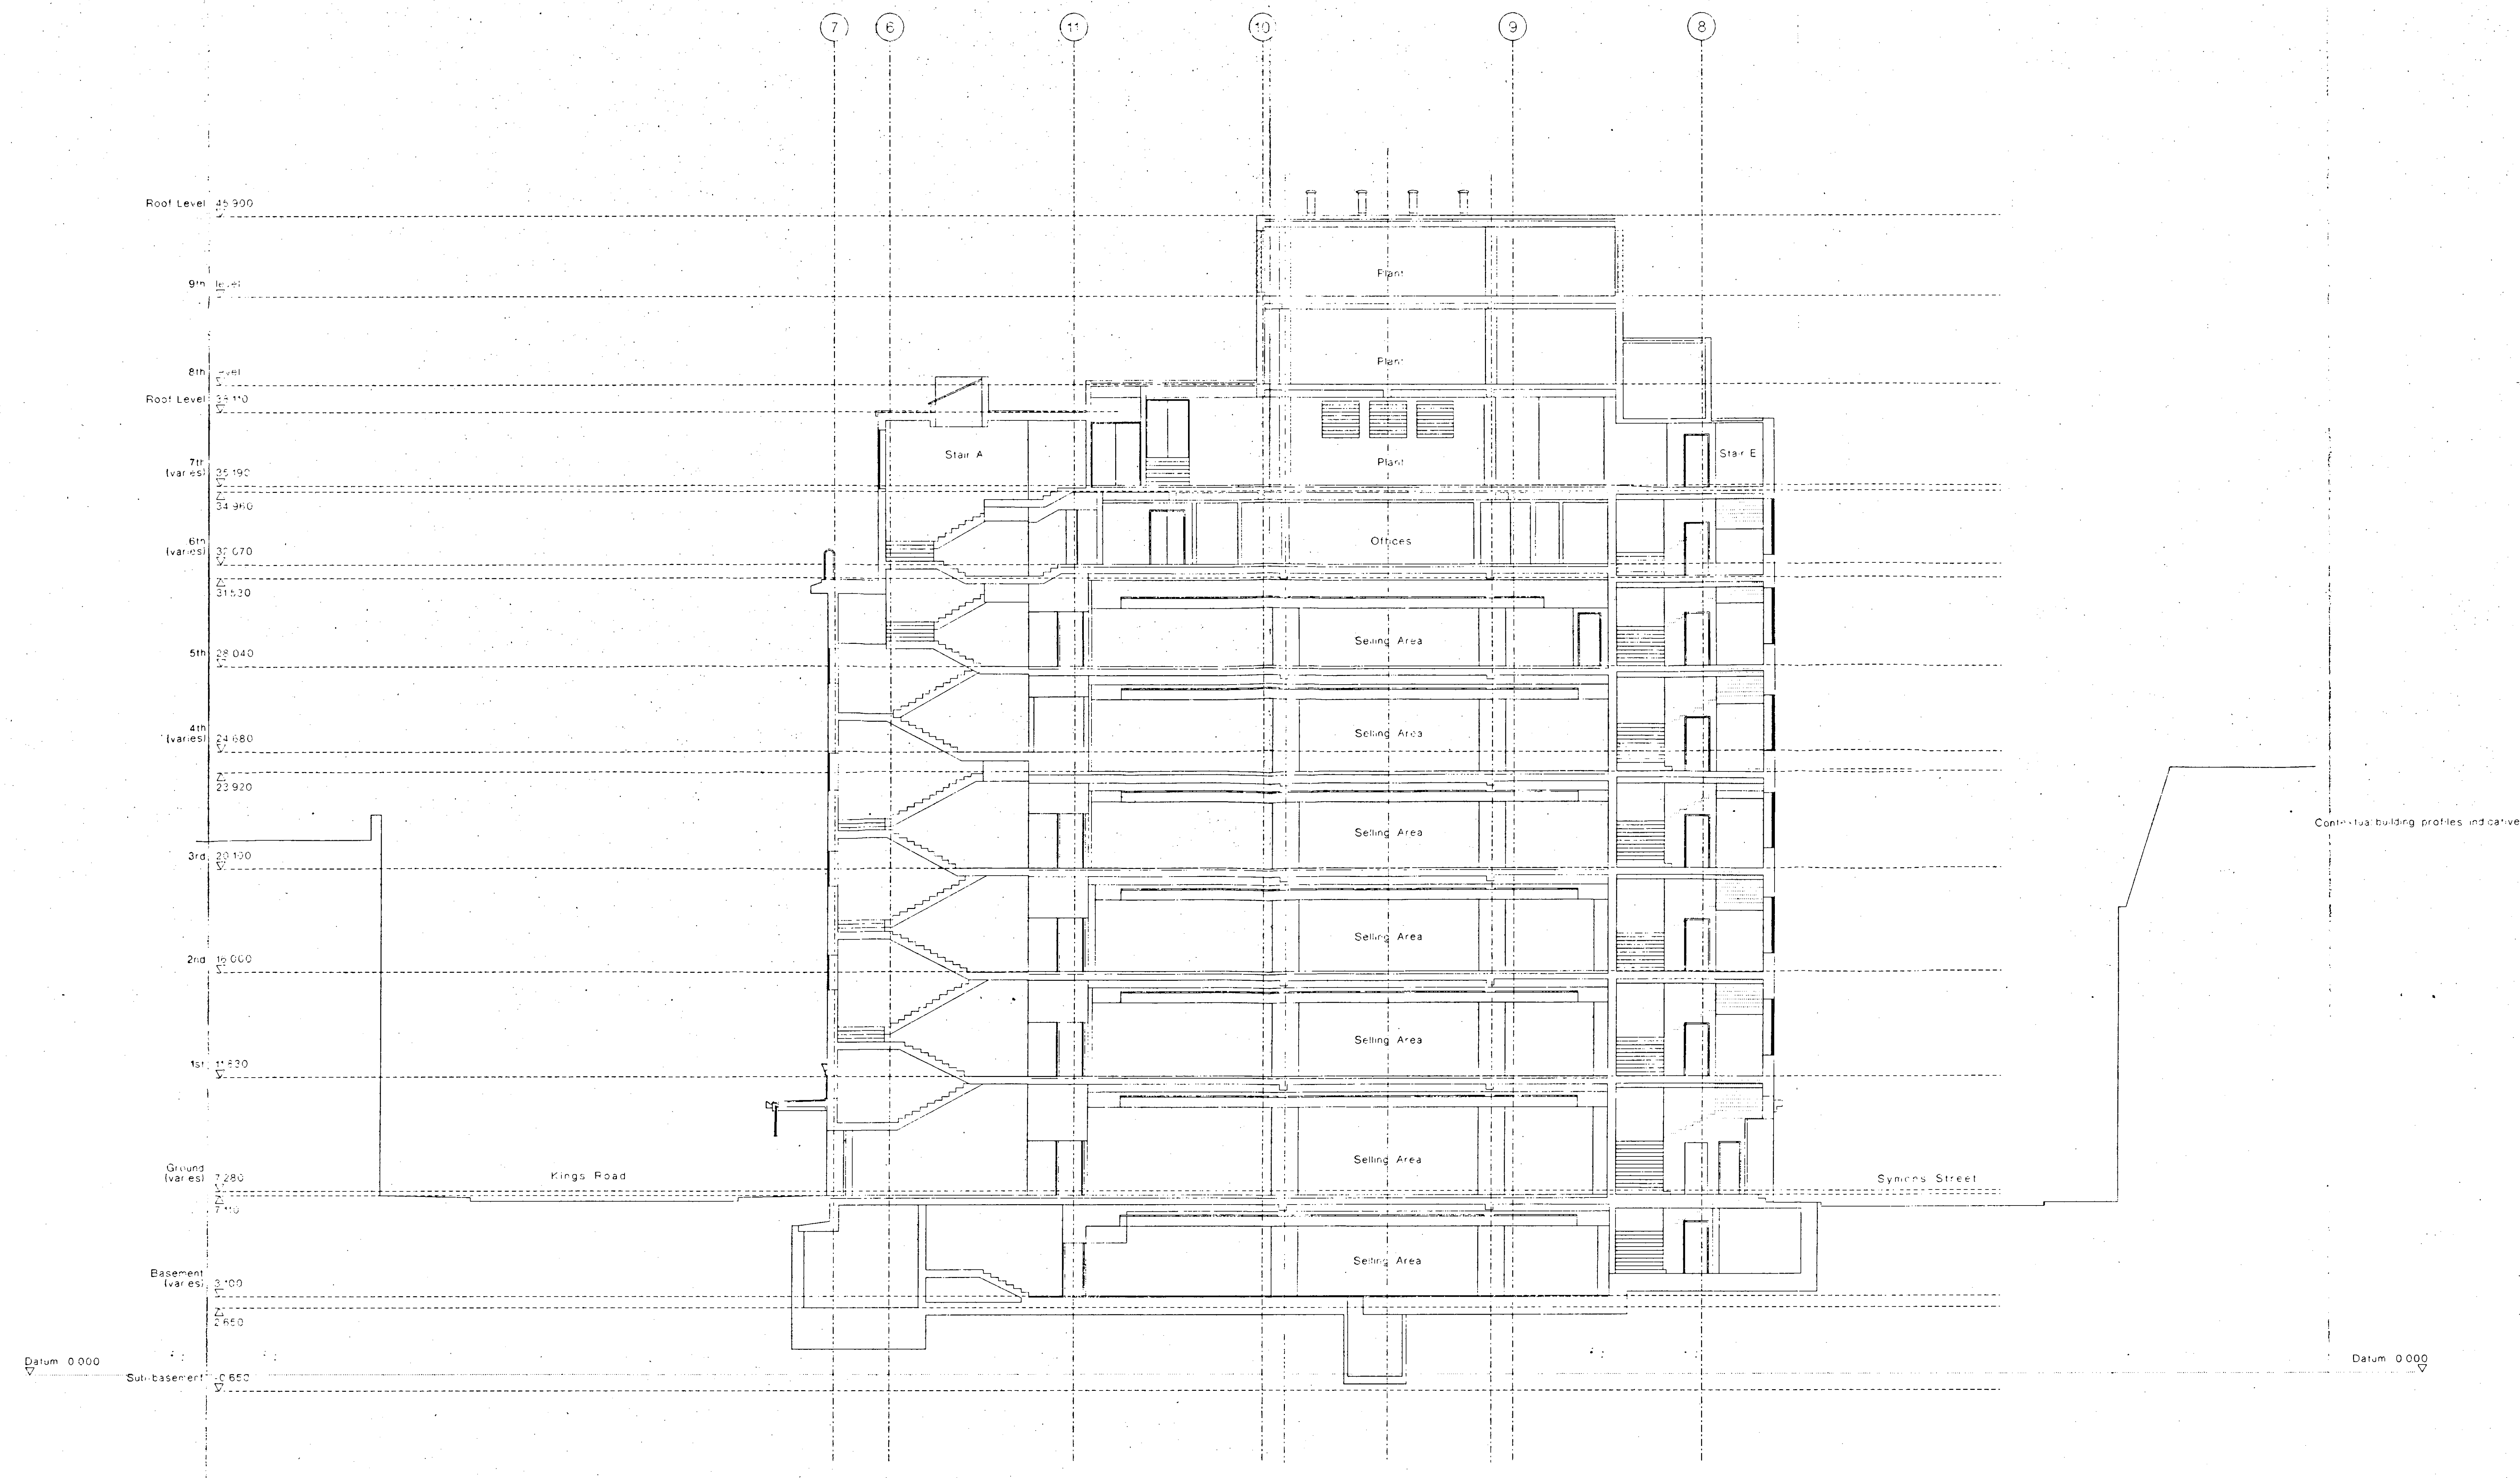 7 6 11 10 9 8
Roof Level 45.900
9th level
Plant
8th level
Plant
Roof Level 38.110
Stair A
Plant
Stair E
7th
(varies) 35.190
34.960
6th
(varies) 32.070
Offices
31.530
Selling Area
5th 28.040
4th
(varies) 24.680
Selling Area
23.920
Contextual building profiles indicative
Selling Area
3rd 20.100
Selling Area
2nd 16.000
Selling Area
1st 11.830
Selling Area
Ground
(varies) 7.280
Kings Road
Symons Street
7.110
Selling Area
Basement
(varies) 3.100
2.650
Datum 0.000
Datum 0.000
Sub-basement -0.650